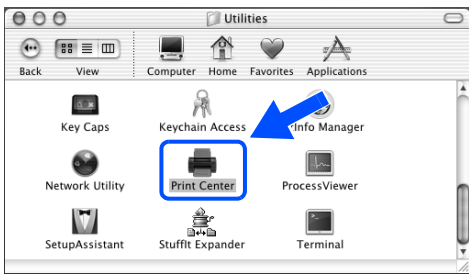 Utilities
Back View Computer Home Favorites Applications
Key Caps Keychain Access Info Manager
Network Utility Print Center ProcessViewer
SetupAssistant StuffIt Expander Terminal